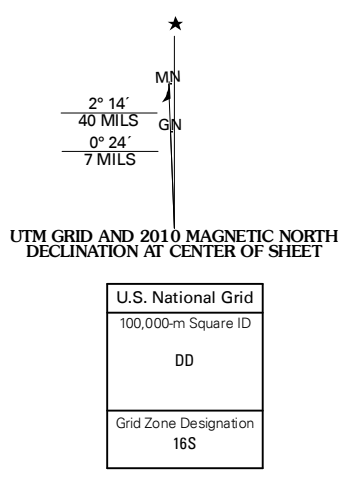 MN
2° 14´
40 MILS
GN
0° 24´
7 MILS
UTM GRID AND 2010 MAGNETIC NORTH
DECLINATION AT CENTER OF SHEET
U.S. National Grid
100,000-m Square ID
DD
Grid Zone Designation
16S